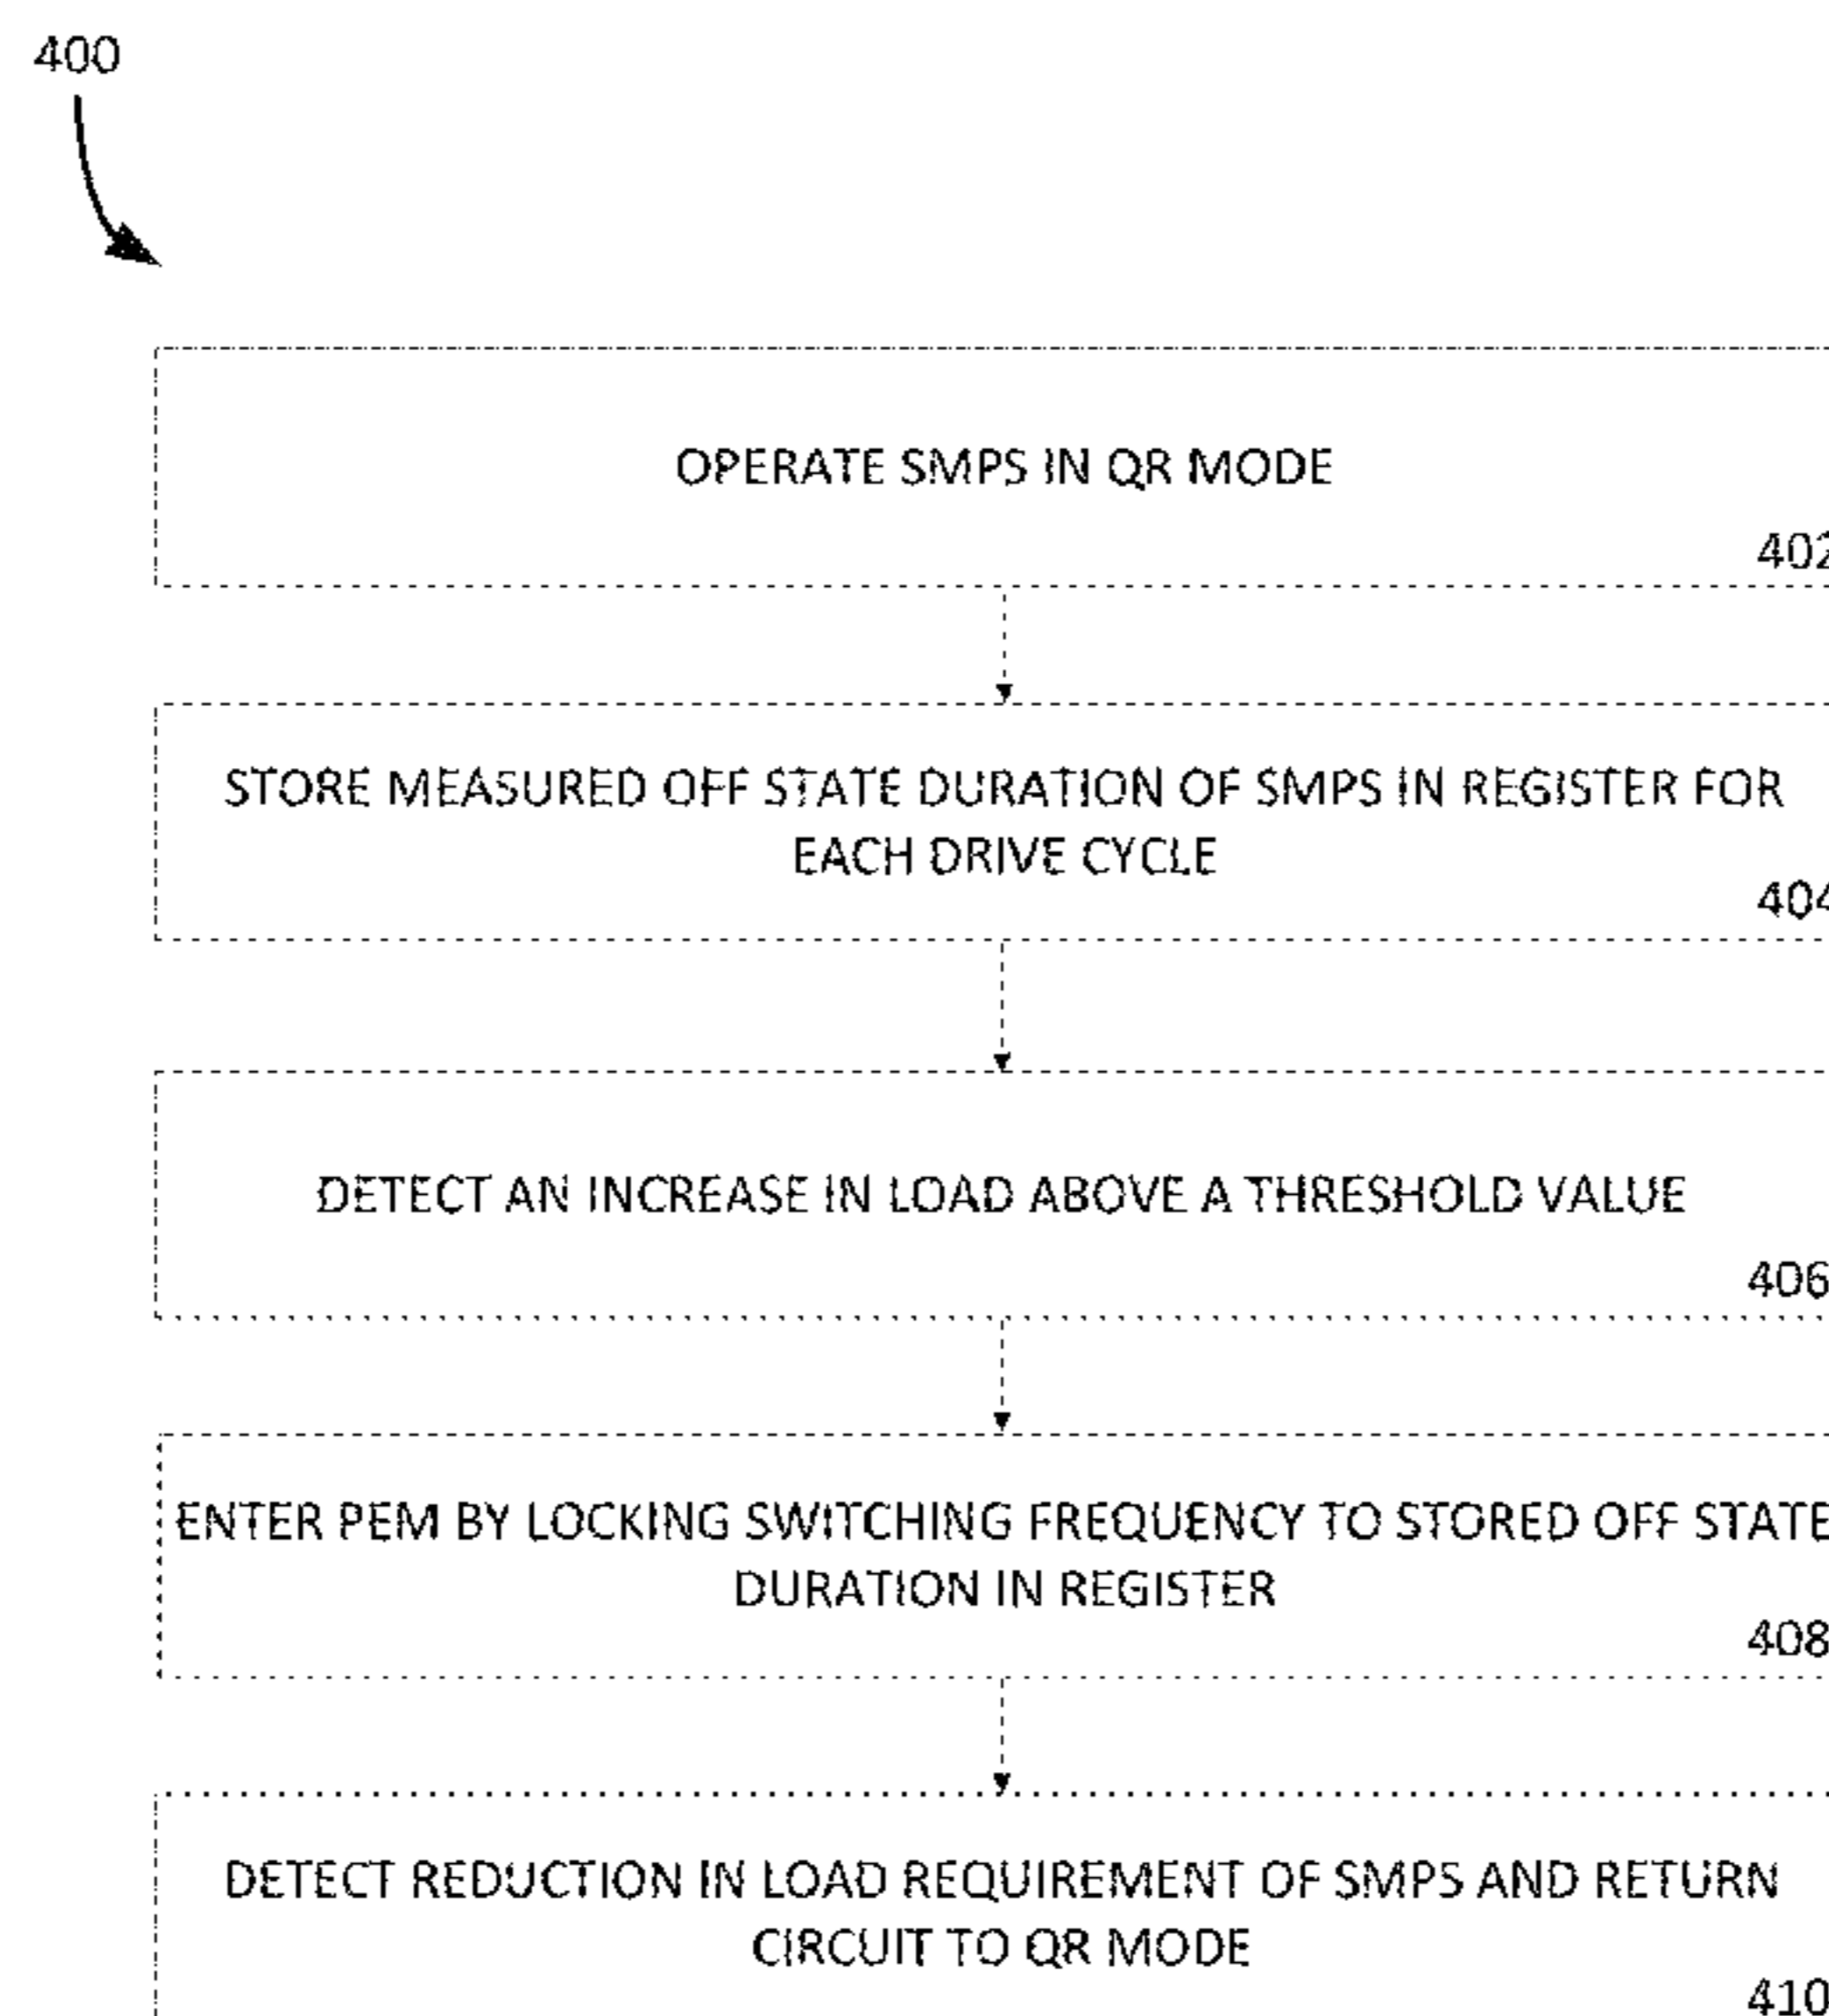 400
OPERATE SMPS IN QR MODE
402
STORE MEASURED OFF STATE DURATION OF SMPS IN REGISTER FOR
EACH DRIVE CYCLE
404
DETECT AN INCREASE IN LOAD ABOVE A THRESHOLD VALUE
406
ENTER PEM BY LOCKING SWITCHING FREQUENCY TO STORED OFF STATE
DURATION IN REGISTER
408
DETECT REDUCTION IN LOAD REQUIREMENT OF SMPS AND RETURN
CIRCUIT TO QR MODE
410